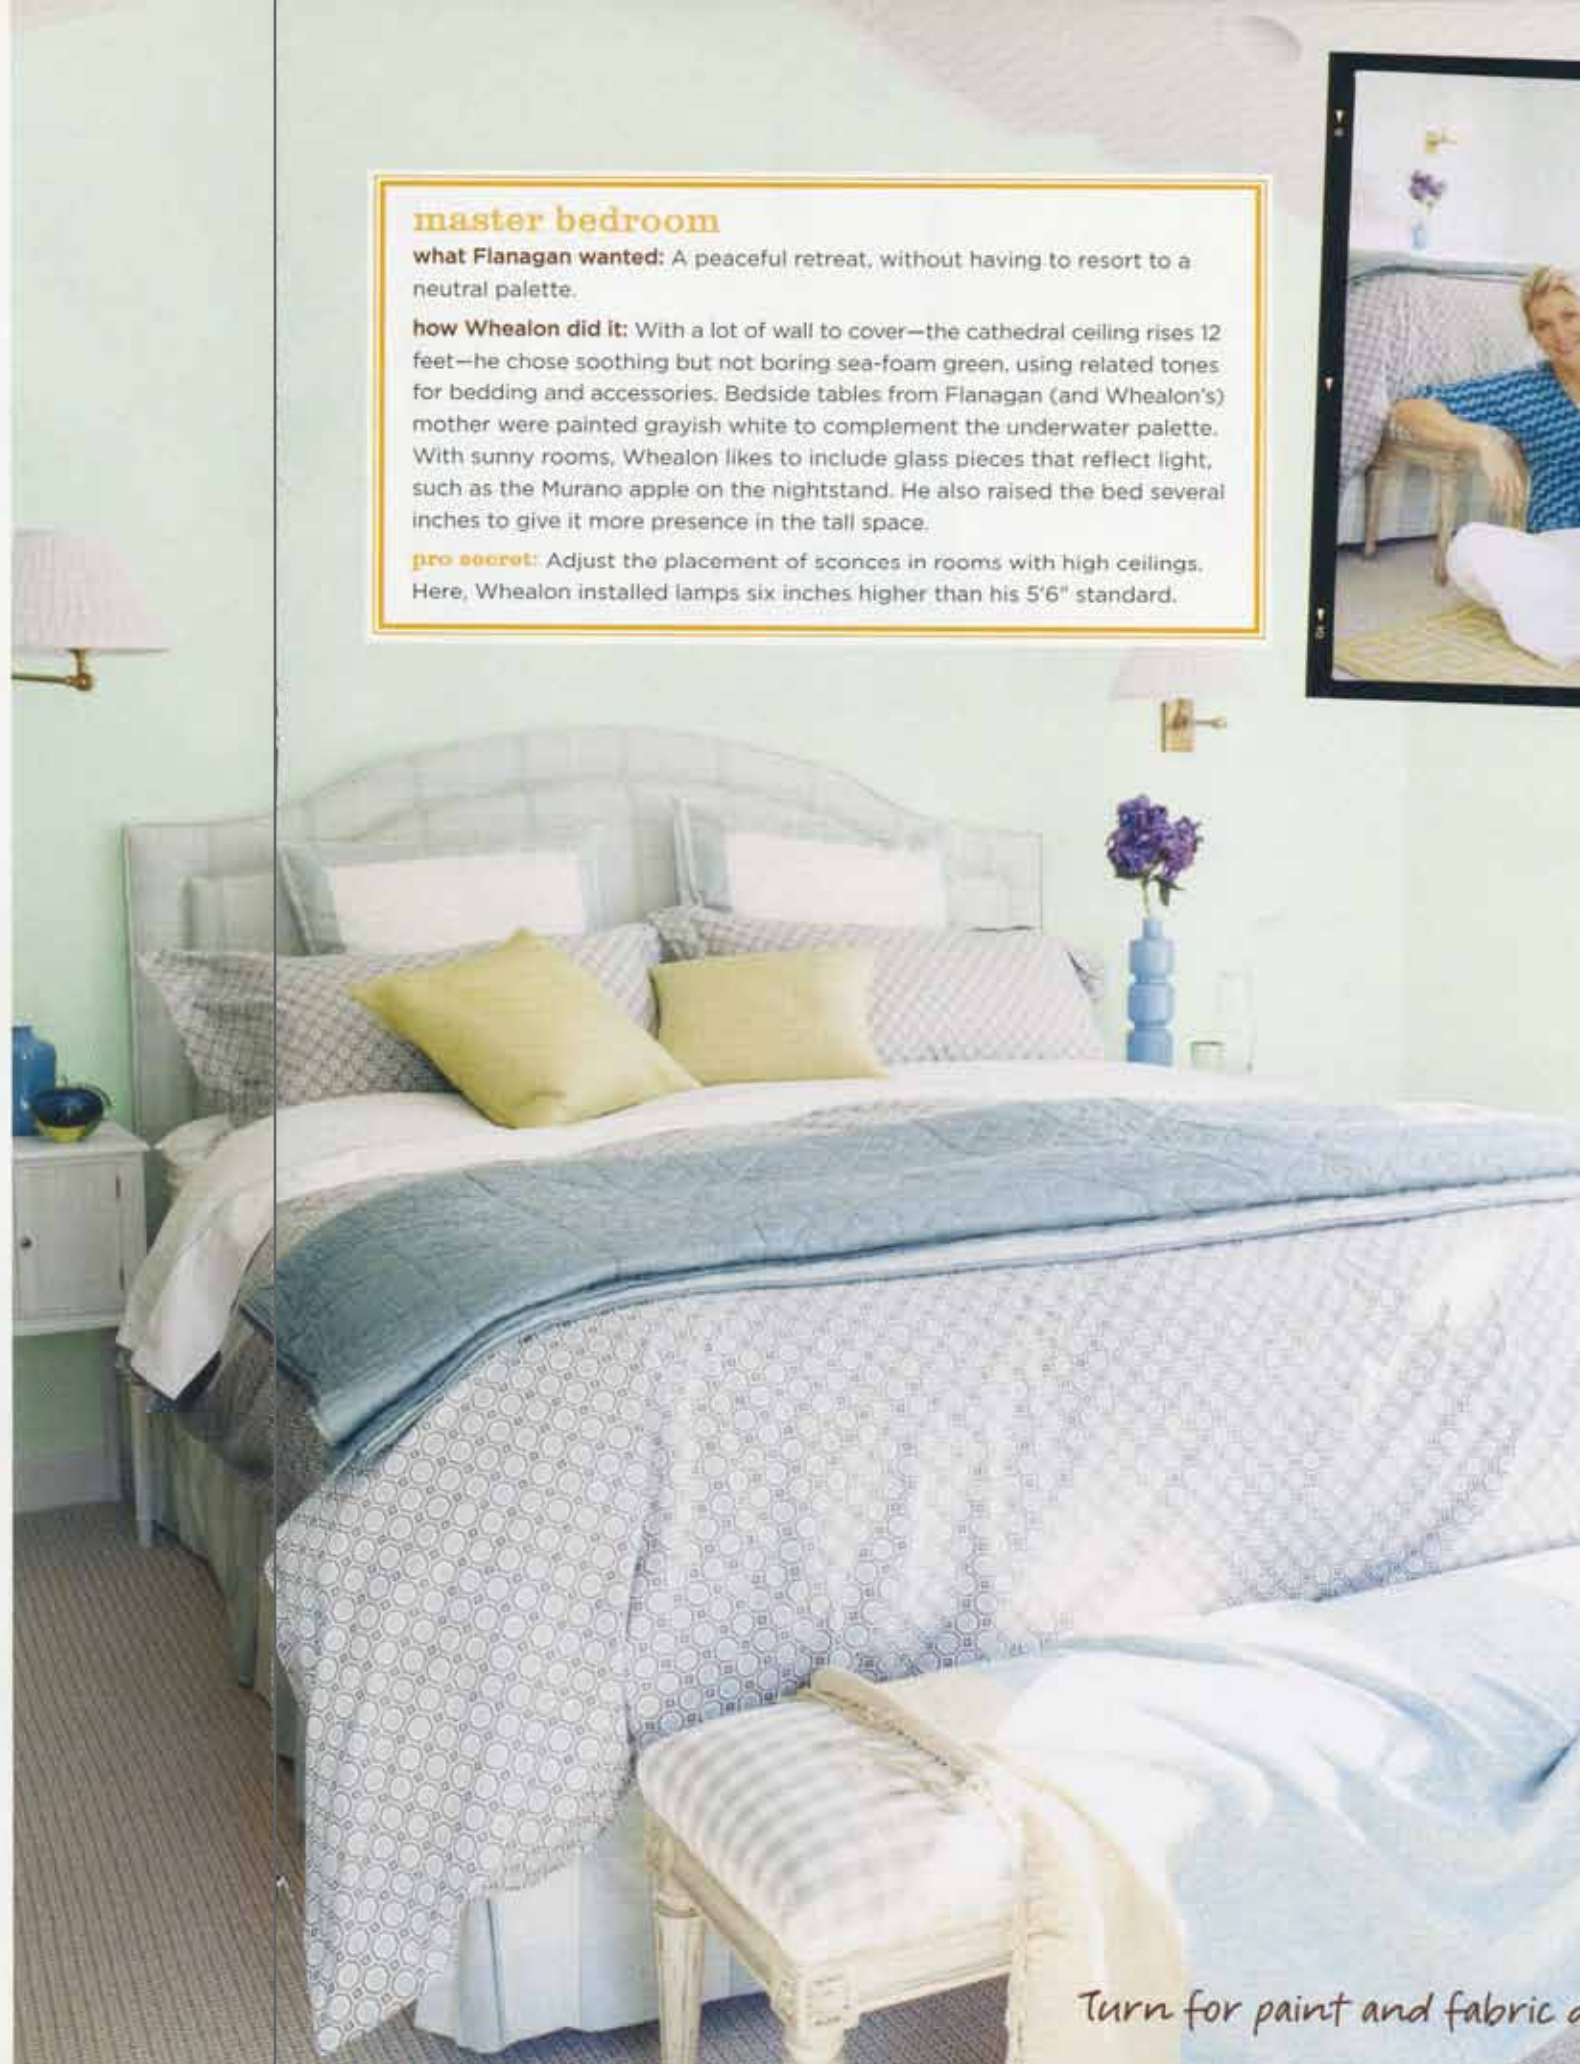 master bedroom
what Flanagan wanted: A peaceful retreat, without having to resort to a
neutral palette.
how Whealon did it: With a lot of wall to cover—the cathedral ceiling rises 12
feet—he chose soothing but not boring sea-foam green, using related tones
for bedding and accessories. Bedside tables from Flanagan (and Whealon's)
mother were painted grayish white to complement the underwater palette.
With sunny rooms, Whealon likes to include glass pieces that reflect light,
such as the Murano apple on the nightstand. He also raised the bed several
inches to give it more presence in the tall space.
pro secret: Adjust the placement of sconces in rooms with high ceilings.
Here, Whealon installed lamps six inches higher than his 5'6" standard.
Turn for paint and fabric